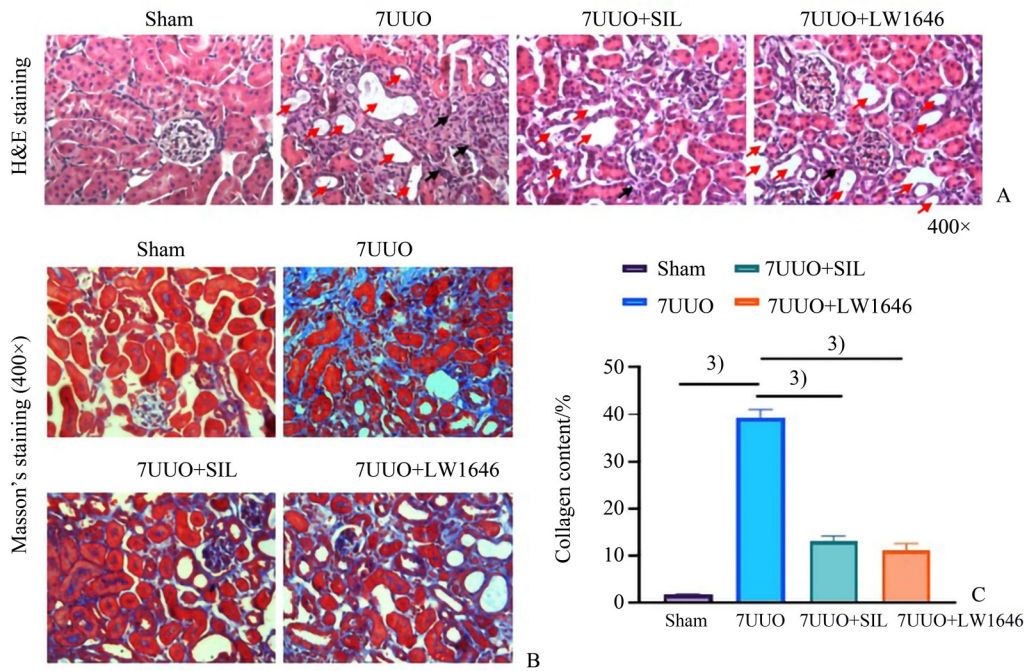 Sham 7UUO 7UUO+SIL 7UUO+LW1646
H&E staining
A
400×
Sham 7UUO
7UUO+SIL 7UUO+LW1646
Masson's staining (400×)
B
Sham 7UUO+SIL
7UUO 7UUO+LW1646
3)
3) 3)
50
40
30
20
10
0
Collagen content/%
C
Sham 7UUO 7UUO+SIL 7UUO+LW1646